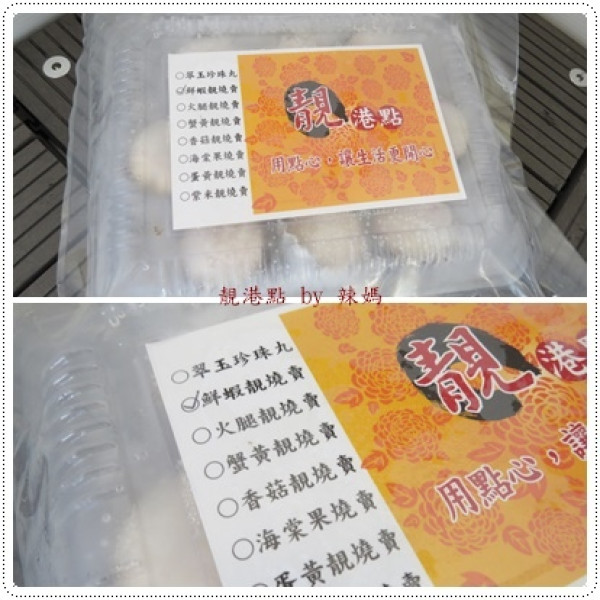 翠玉珍珠丸
鮮蝦靚燒賣
火腿靚燒賣
蟹黃靚燒賣
香菇靚燒賣
海棠果燒賣
蛋黃靚燒賣
紫米靚燒賣
靚港點
用點心,讓生活更開心
靚港點 by 辣媽
翠玉珍珠丸
鮮蝦靚燒賣
火腿靚燒賣
蟹黃靚燒賣
香菇靚燒賣
海棠果燒賣
蛋黃靚燒賣
靚港點
用點心,讓